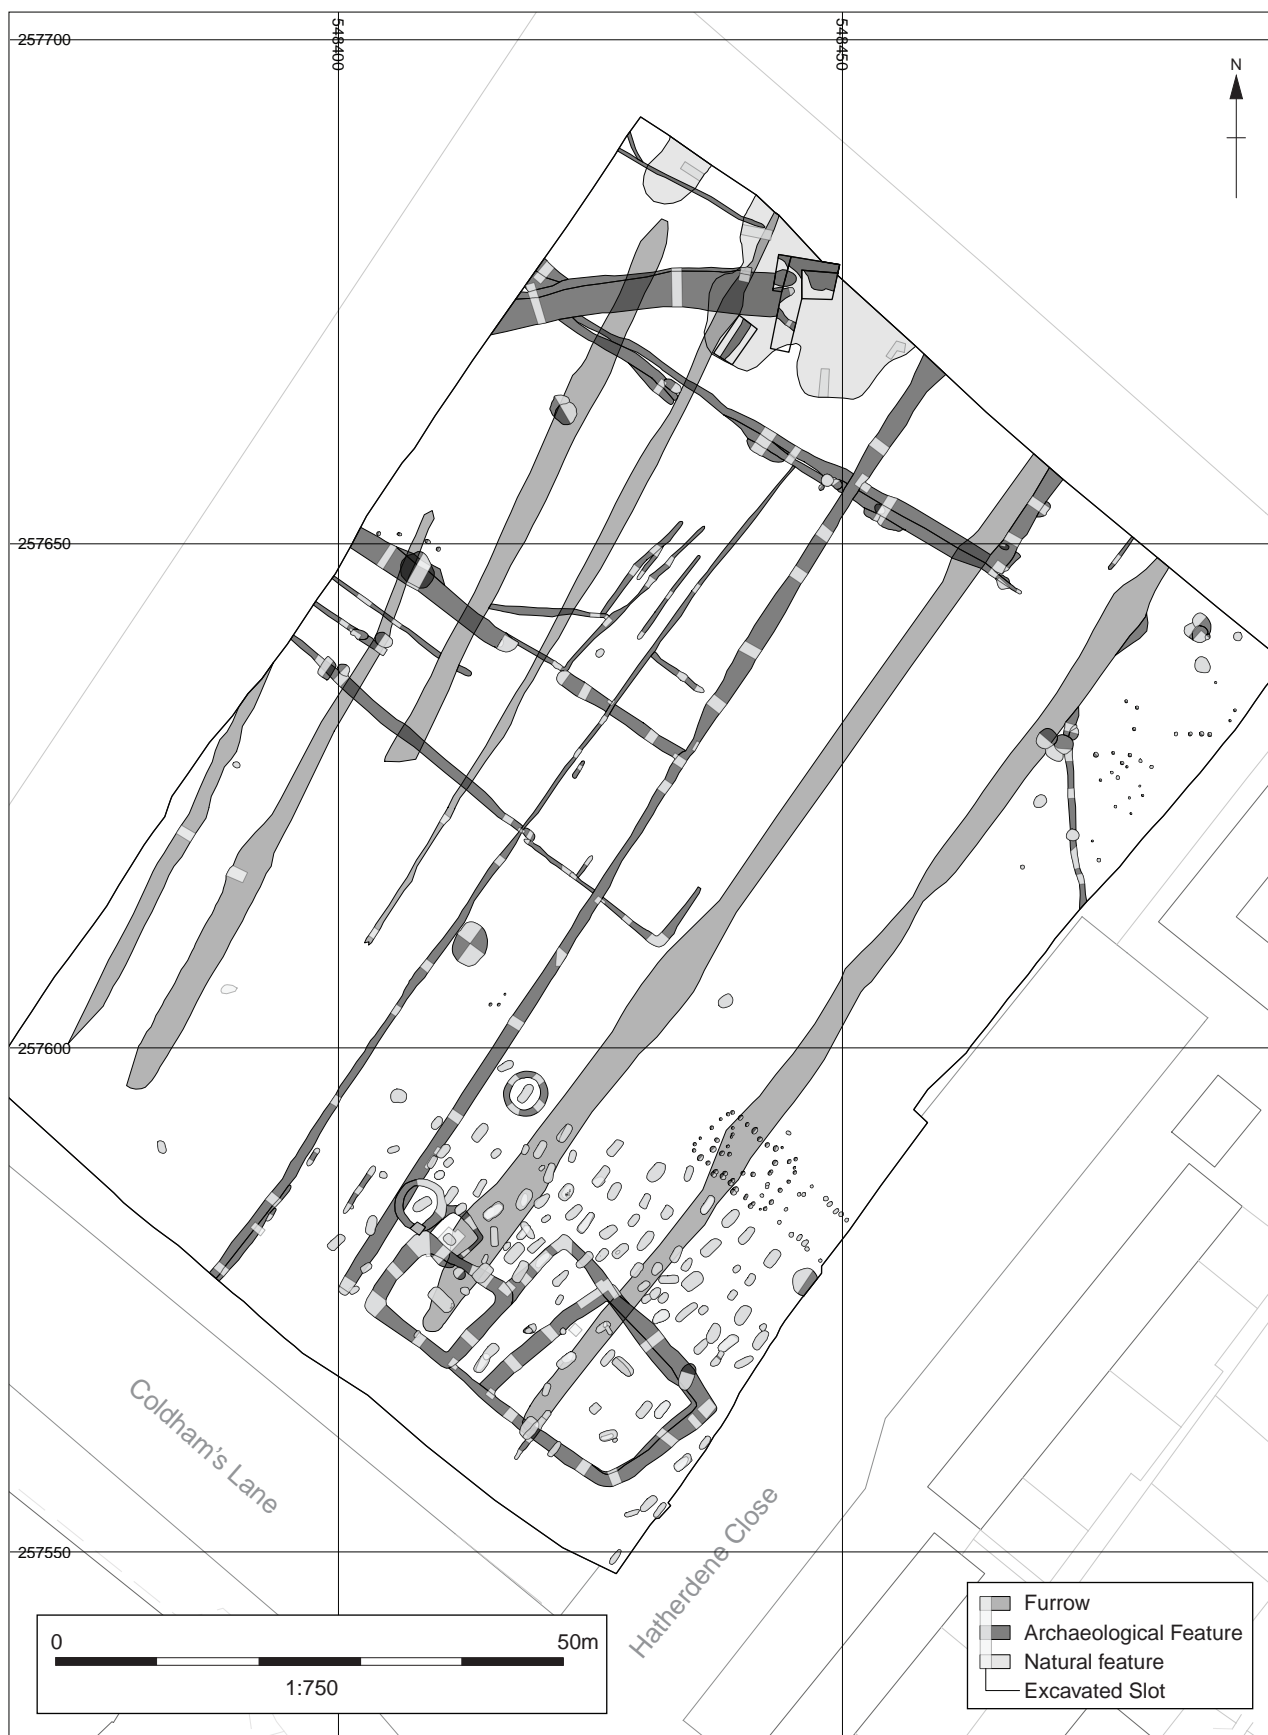 548400
548450
257700
N
257650
257600
257550
Coldham's Lane
Hatherdene Close
0 50m
1:750
Furrow
Archaeological Feature
Natural feature
Excavated Slot